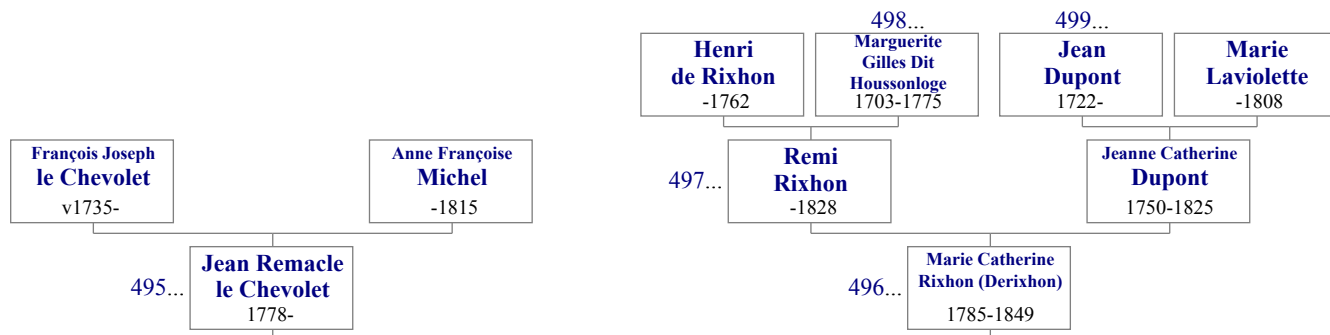 498...
499...
Henri
de Rixhon
-1762
Marguerite
Gilles Dit
Houssonloge
1703-1775
Jean
Dupont
1722-
Marie
Laviolette
-1808
François Joseph
le Chevolet
v1735-
Anne Françoise
Michel
-1815
497...
Remi
Rixhon
-1828
Jeanne Catherine
Dupont
1750-1825
495...
Jean Remacle
le Chevolet
1778-
496...
Marie Catherine
Rixhon (Derixhon)
1785-1849